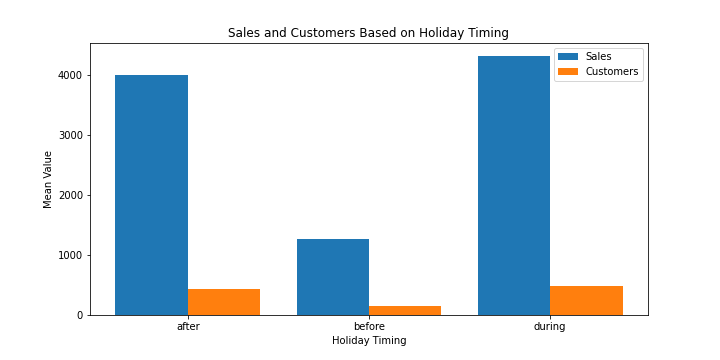 Sales and Customers Based on Holiday Timing
Sales
Customers
4000
3000
2000
1000
0
Mean Value
after
before
during
Holiday Timing